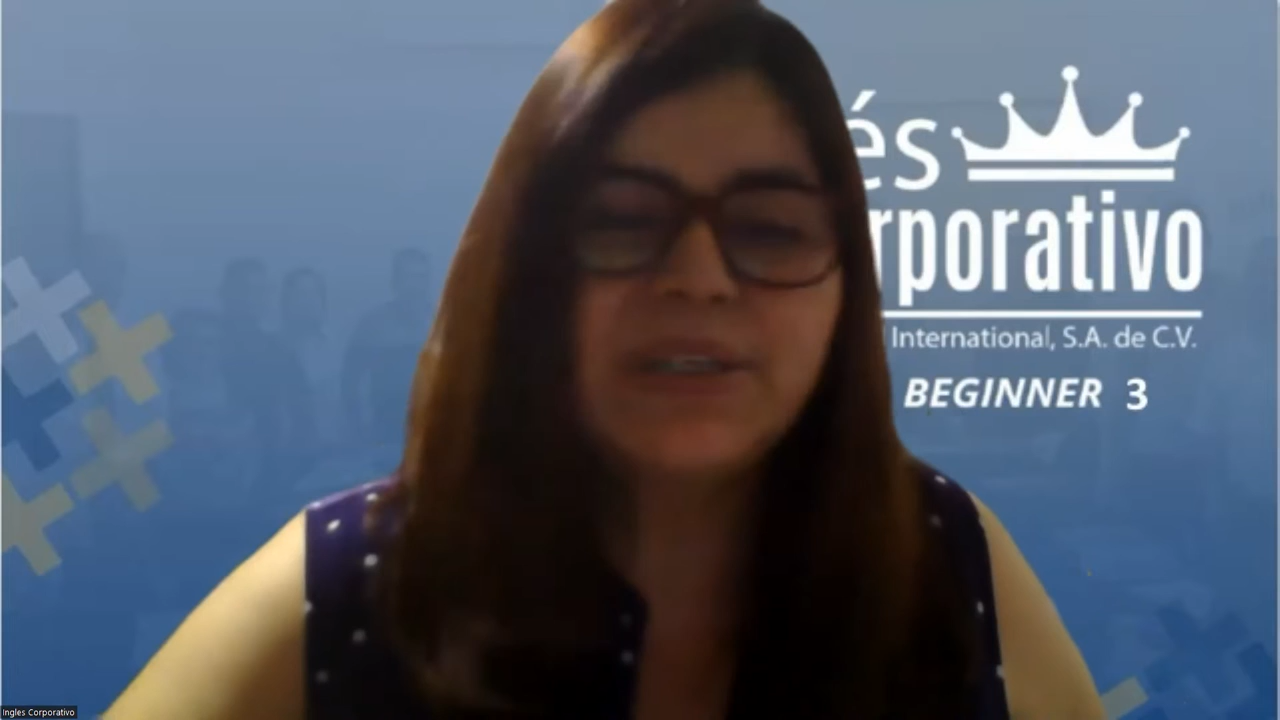 és
rporativo
International, S.A. de C.V.
BEGINNER 3
Ingles Corporativo